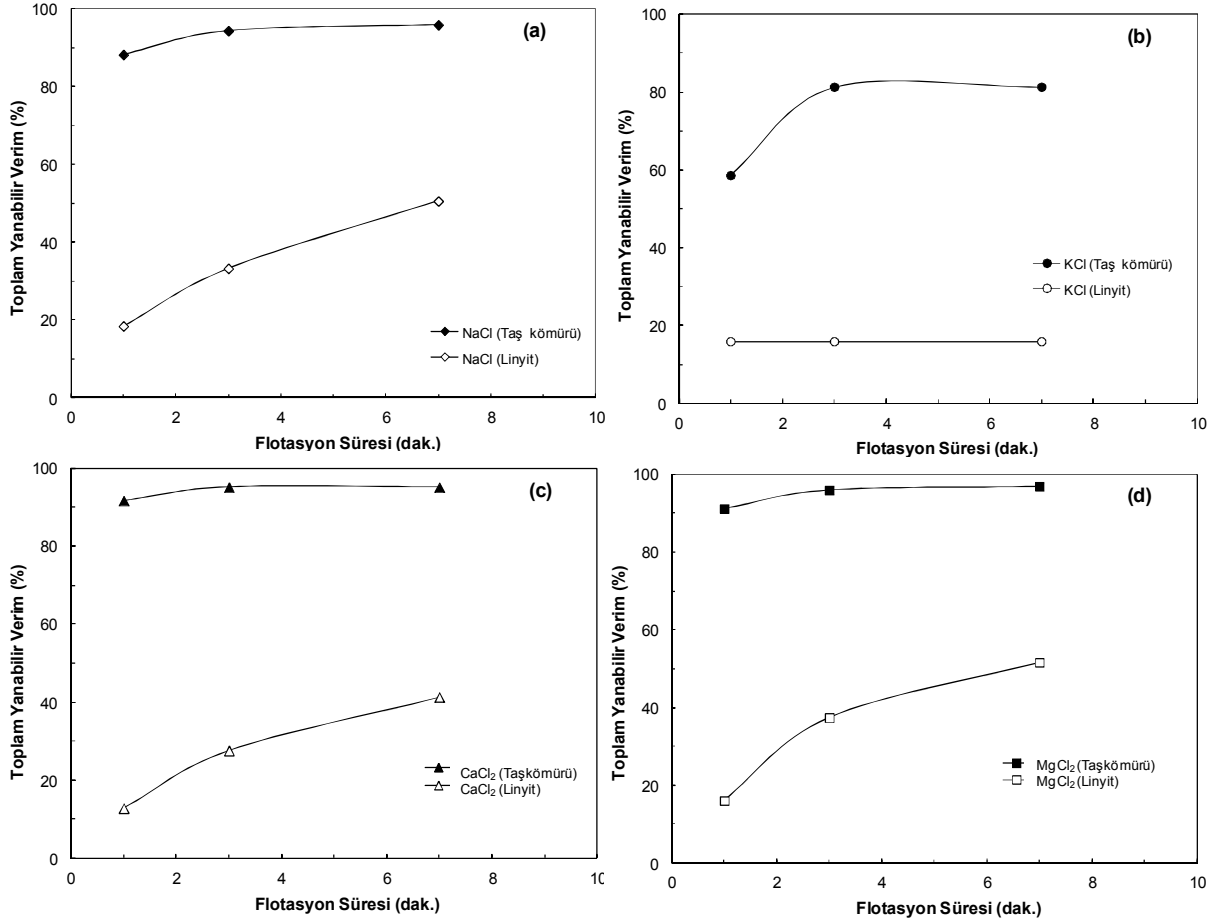 (a)
Toplam Yanabilir Verim (%)
100
80
60
40
20
0
NaCl (Taş kömürü)
NaCl (Linyit)
0 2 4 6 8 10
Flotasyon Süresi (dak.)
(b)
Toplam Yanabilir Verim (%)
100
80
60
40
20
0
KCl (Taş kömürü)
KCl (Linyit)
0 2 4 6 8 10
Flotasyon Süresi (dak.)
(c)
Toplam Yanabilir Verim (%)
100
80
60
40
20
0
CaCl₂ (Taşkömürü)
CaCl₂ (Linyit)
0 2 4 6 8 10
Flotasyon Süresi (dak.)
(d)
Toplam Yanabilir Verim (%)
100
80
60
40
20
0
MgCl₂ (Taşkömürü)
MgCl₂ (Linyit)
0 2 4 6 8 10
Flotasyon Süresi (dak.)